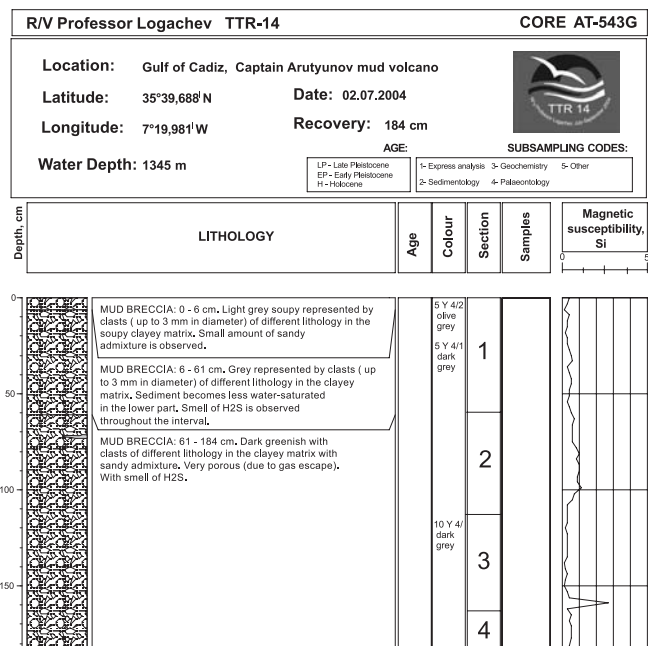 R/V Professor Logachev TTR-14
CORE AT-543G
Location: Gulf of Cadiz, Captain Arutyunov mud volcano
Latitude: 35°39,688ꞌ N
Date: 02.07.2004
Longitude: 7°19,981ꞌ W
Recovery: 184 cm
Water Depth: 1345 m
TTR 14
AGE:
LP - Late Pleistocene
EP - Early Pleistocene
H - Holocene
SUBSAMPLING CODES:
1- Express analysis 3- Geochemistry 5- Other
2- Sedimentology 4- Palaeontology
Depth, cm
LITHOLOGY
Age
Colour
Section
Samples
Magnetic
susceptibility,
Si
0 5
0
50
100
150
MUD BRECCIA: 0 - 6 cm. Light grey soupy represented by
clasts ( up to 3 mm in diameter) of different lithology in the
soupy clayey matrix. Small amount of sandy
admixture is observed.
MUD BRECCIA: 6 - 61 cm. Grey represented by clasts ( up
to 3 mm in diameter) of different lithology in the clayey
matrix. Sediment becomes less water-saturated
in the lower part. Smell of H2S is observed
throughout the interval.
MUD BRECCIA: 61 - 184 cm. Dark greenish with
clasts of different lithology in the clayey matrix with
sandy admixture. Very porous (due to gas escape).
With smell of H2S.
5 Y 4/2
olive
grey
5 Y 4/1
dark
grey
10 Y 4/
dark
grey
1
2
3
4